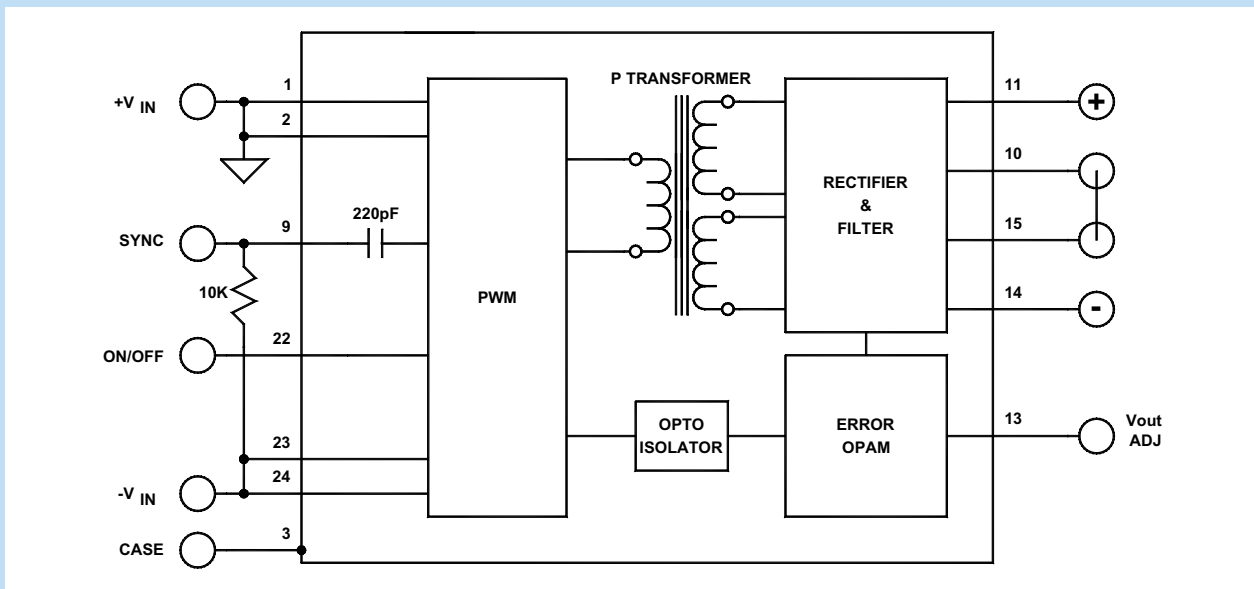 P TRANSFORMER
+V IN
1
2
SYNC
9
220pF
10K
ON/OFF
22
23
-V IN
24
CASE
3
PWM
RECTIFIER
&
FILTER
OPTO
ISOLATOR
ERROR
OPAM
11
+
10
15
14
-
13
Vout
ADJ